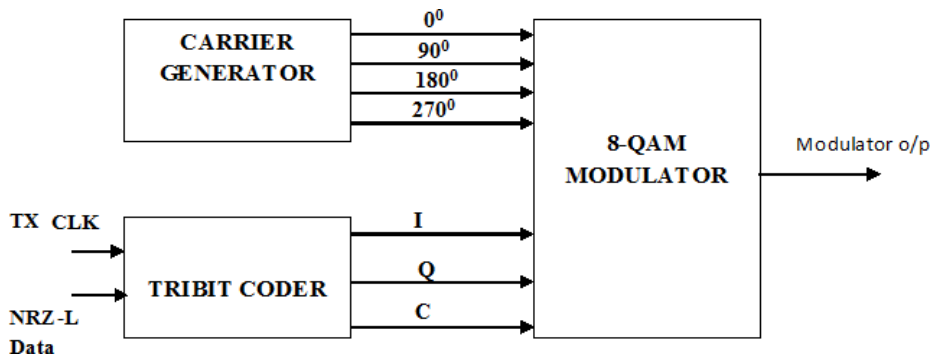 CARRIER
GENERATOR
0⁰
90⁰
180⁰
270⁰
8-QAM
MODULATOR
Modulator o/p
TX CLK
NRZ-L
Data
TRIBIT CODER
I
Q
C